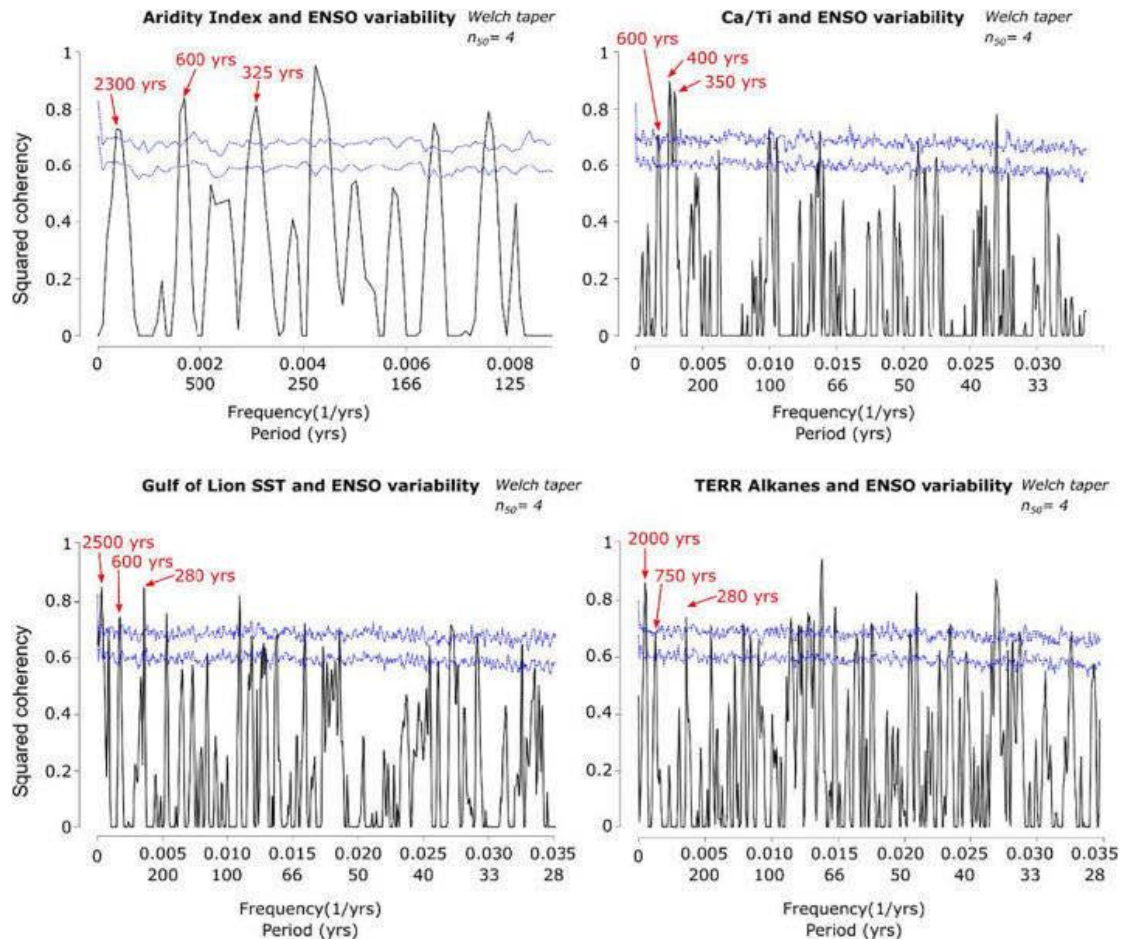 Aridity Index and ENSO variability Welch taper
n50= 4
1
0.8
0.6
0.4
0.2
0
Squared coherency
2300 yrs
600 yrs
325 yrs
0 0.002 0.004 0.006 0.008
500 250 166 125
Frequency(1/yrs)
Period (yrs)
Ca/Ti and ENSO variability Welch taper
n50= 4
1
0.8
0.6
0.4
0.2
0
600 yrs
400 yrs
350 yrs
0 0.005 0.010 0.015 0.020 0.025 0.030
200 100 66 50 40 33
Frequency(1/yrs)
Period (yrs)
Gulf of Lion SST and ENSO variability Welch taper
n50= 4
1
0.8
0.6
0.4
0.2
0
Squared coherency
2500 yrs
600 yrs
280 yrs
0 0.005 0.010 0.015 0.020 0.025 0.030 0.035
200 100 66 50 40 33 28
Frequency(1/yrs)
Period (yrs)
TERR Alkanes and ENSO variability Welch taper
n50= 4
1
0.8
0.6
0.4
0.2
0
2000 yrs
750 yrs
280 yrs
0 0.005 0.010 0.015 0.020 0.025 0.030 0.035
200 100 66 50 40 33 28
Frequency(1/yrs)
Period (yrs)